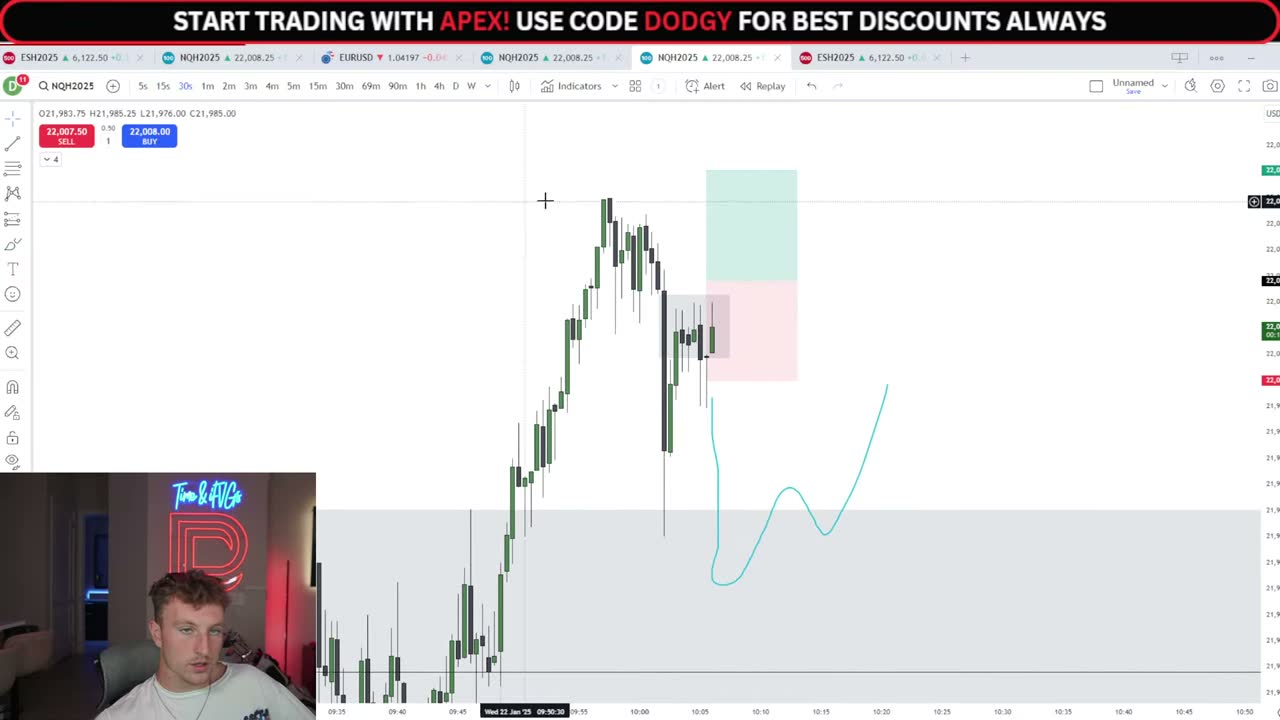 START TRADING WITH APEX! USE CODE DODGY FOR BEST DISCOUNTS ALWAYS
ESH2025 ▲ 6,122.50 NQH2025 ▲ 22,008.25 EURUSD ▼ 1.04197 NQH2025 ▲ 22,008.25 NQH2025 ▲ 22,008.25 ESH2025 ▲ 6,122.50
D 11 NQH2025 5s 15s 30s 1m 2m 3m 4m 5m 15m 30m 69m 90m 1h 4H D W Indicators 1 Alert Replay Unnamed
Save
O21,983.75 H21,985.25 L21,976.00 C21,985.00
USD
22,007.50 0.50 22,008.00
SELL 1 BUY
4
Time & iFVGs
09:35 09:40 09:45 Wed 22 Jan '25 09:50:30 09:55 10:00 10:05 10:10 10:15 10:20 10:25 10:30 10:35 10:40 10:45 10:50